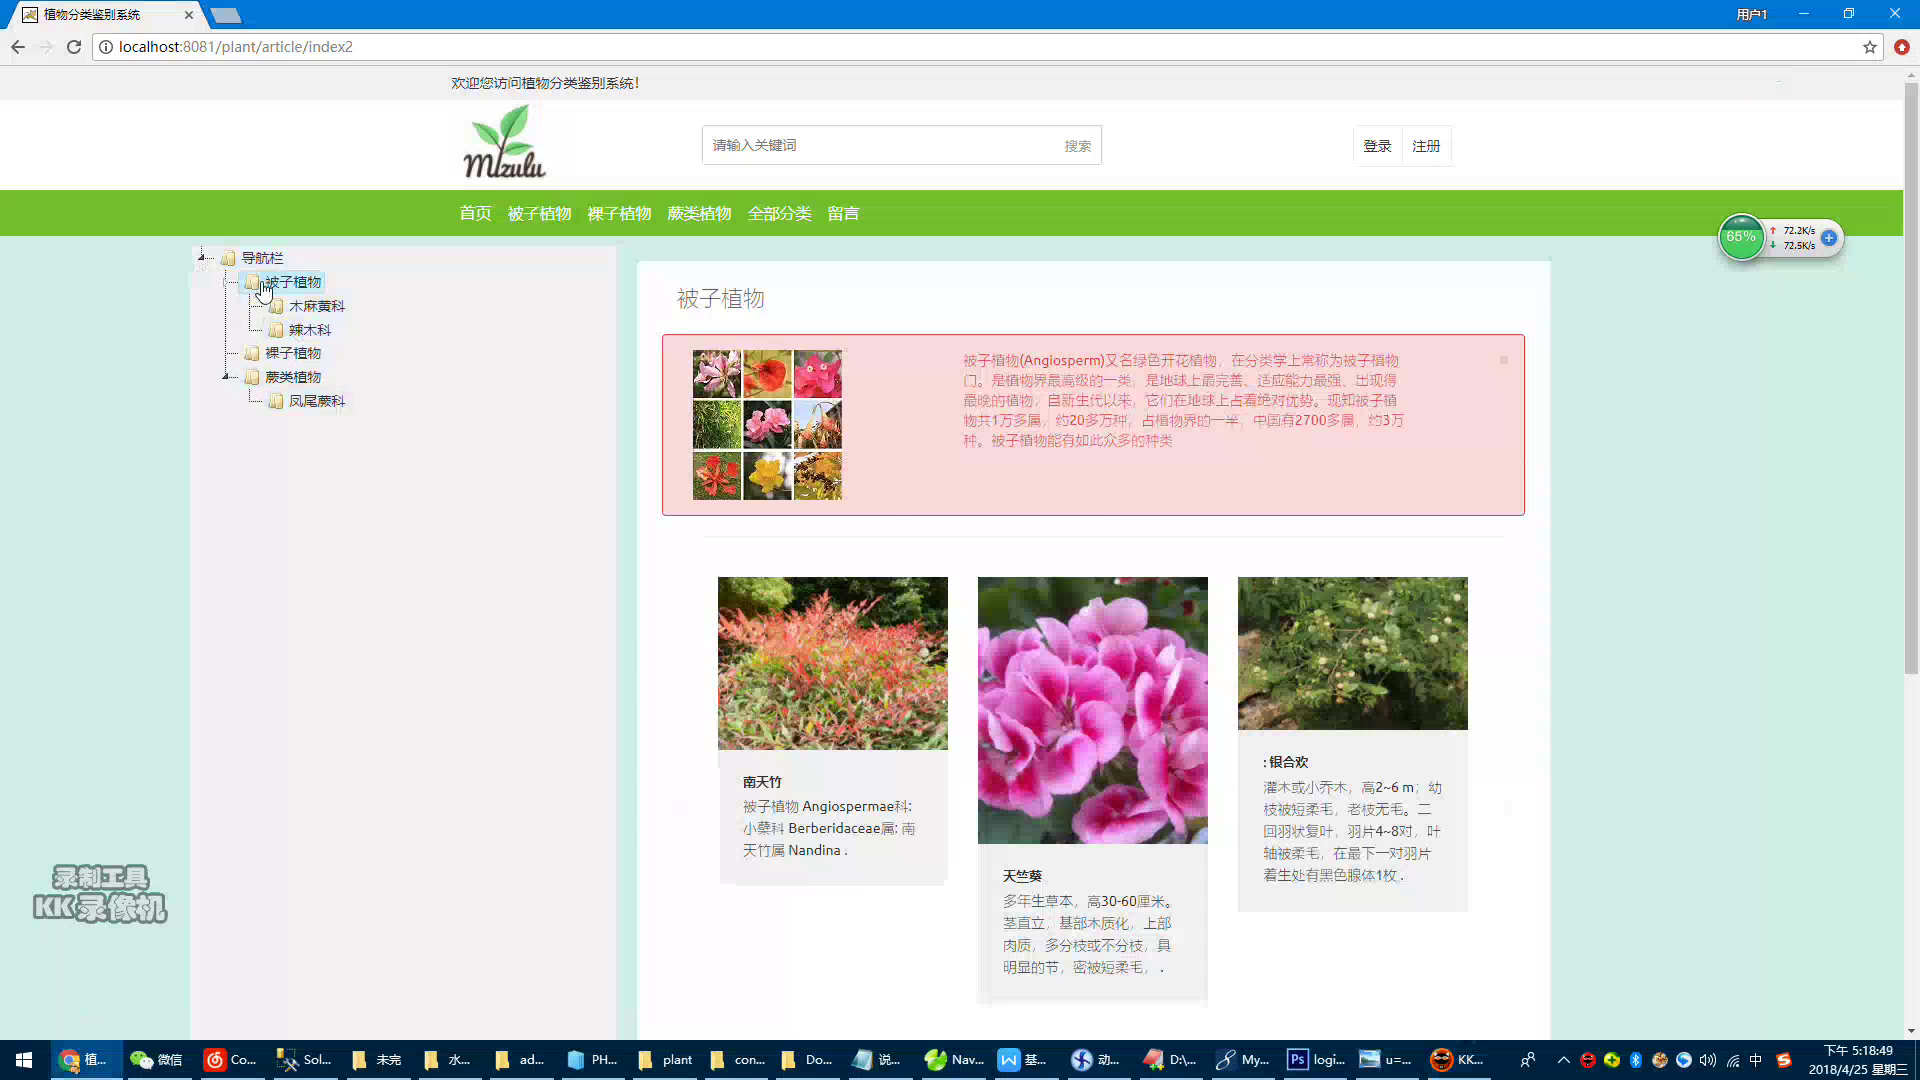 植物分类鉴别系统
用户1
localhost:8081/plant/article/index2
欢迎您访问植物分类鉴别系统！
Mizulu
请输入关键词
搜索
登录
注册
首页 被子植物 裸子植物 蕨类植物 全部分类 留言
65%
72.2K/s
72.5K/s
导航栏
被子植物
木麻黄科
辣木科
裸子植物
蕨类植物
凤尾蕨科
被子植物
被子植物(Angiosperm)又名绿色开花植物，在分类学上常称为被子植物
门。是植物界最高级的一类，是地球上最完善、适应能力最强、出现得
最晚的植物，自新生代以来，它们在地球上占着绝对优势。现知被子植
物共1万多属，约20多万种，占植物界的一半，中国有2700多属，约3万
种。被子植物能有如此众多的种类
南天竹
被子植物 Angiospermae科:
小蘖科 Berberidaceae属: 南
天竹属 Nandina .
天竺葵
多年生草本，高30-60厘米。
茎直立，基部木质化，上部
肉质，多分枝或不分枝，具
明显的节，密被短柔毛， .
: 银合欢
灌木或小乔木，高2~6 m；幼
枝被短柔毛，老枝无毛。二
回羽状复叶，羽片4~8对，叶
轴被柔毛，在最下一对羽片
着生处有黑色腺体1枚 .
录制工具
KK录像机
植... 微信 Co... Sol... 未完 水... ad... PH... plant con... Do... 说... Nav... 基... 动... D:\... My... logi... u=... KK... 中
下午 5:18:49
2018/4/25 星期三